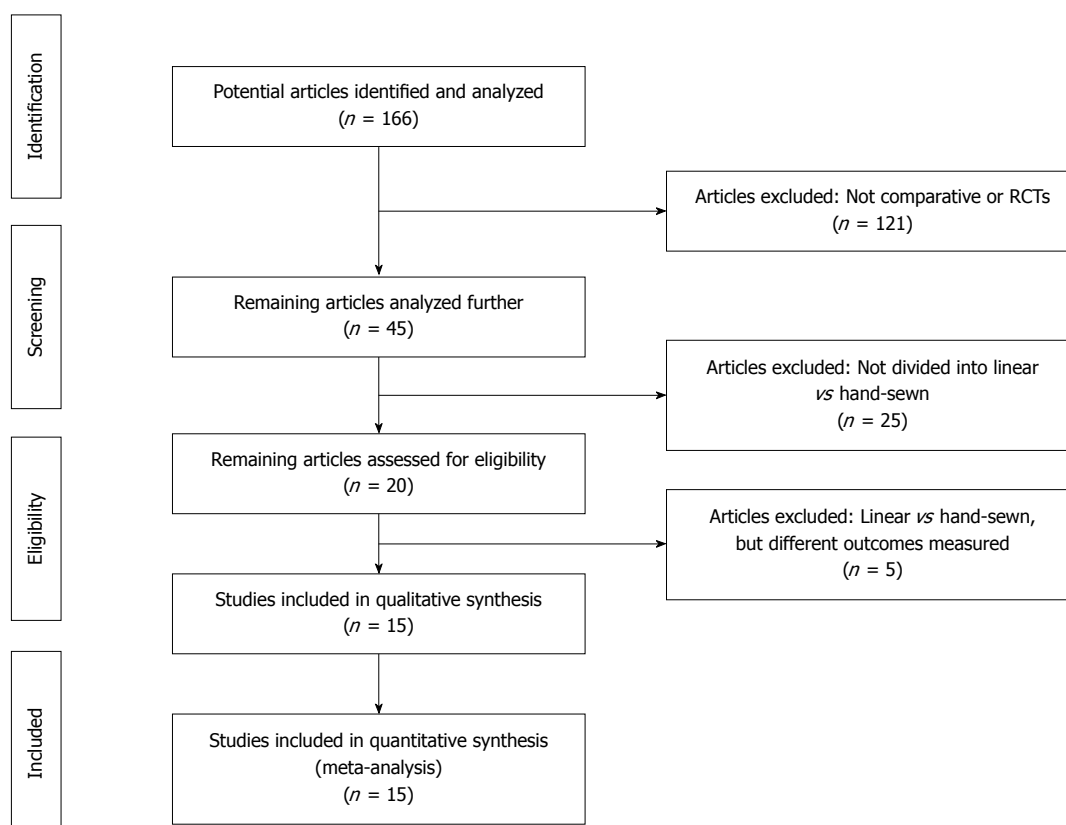 Identification
Potential articles identified and analyzed
(n = 166)
Articles excluded: Not comparative or RCTs
(n = 121)
Screening
Remaining articles analyzed further
(n = 45)
Articles excluded: Not divided into linear
vs hand-sewn
(n = 25)
Eligibility
Remaining articles assessed for eligibility
(n = 20)
Articles excluded: Linear vs hand-sewn,
but different outcomes measured
(n = 5)
Studies included in qualitative synthesis
(n = 15)
Included
Studies included in quantitative synthesis
(meta-analysis)
(n = 15)